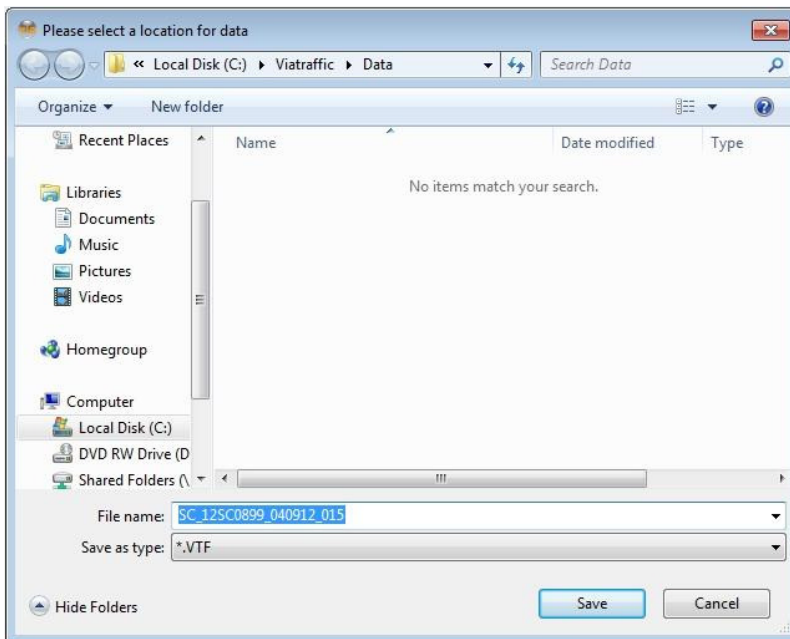 Please select a location for data
« Local Disk (C:) ▸ Viatraffic ▸ Data
Search Data
Organize
New folder
Recent Places
Name
Date modified
Type
No items match your search.
Libraries
Documents
Music
Pictures
Videos
Homegroup
Computer
Local Disk (C:)
DVD RW Drive (D
Shared Folders (\
File name: SC_12SC0899_040912_015
Save as type: *.VTF
Hide Folders
Save
Cancel